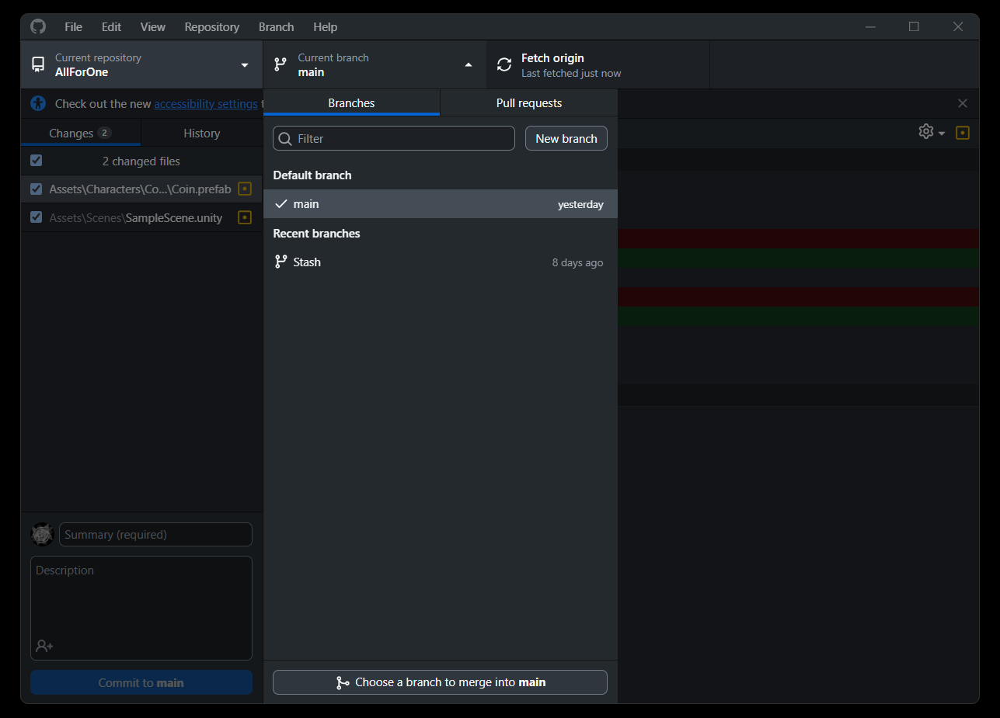 File Edit View Repository Branch Help
Current repository
AllForOne
Current branch
main
Fetch origin
Last fetched just now
Check out the new accessibility settings t
Branches
Pull requests
Changes 2
History
Filter
New branch
2 changed files
Default branch
Assets\Characters\Co...\Coin.prefab
main
yesterday
Assets\Scenes\SampleScene.unity
Recent branches
Stash
8 days ago
Summary (required)
Description
Commit to main
Choose a branch to merge into main